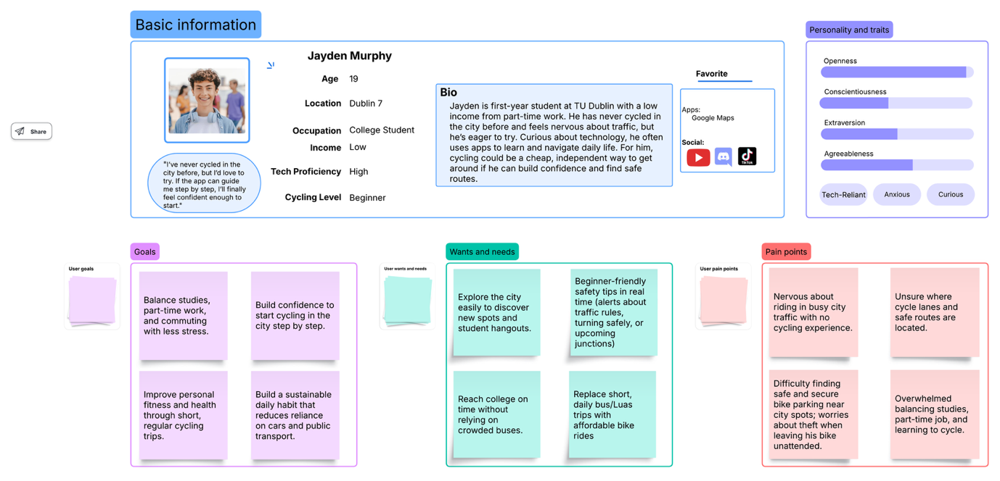 Basic information
Personality and traits
Share
Jayden Murphy
Age 19
Location Dublin 7
Occupation College Student
Income Low
Tech Proficiency High
Cycling Level Beginner
"I've never cycled in the
city before, but I'd love to
try. If the app can guide
me step by step, I'll finally
feel confident enough to
start."
Bio
Jayden is first-year student at TU Dublin with a low
income from part-time work. He has never cycled in
the city before and feels nervous about traffic, but
he's eager to try. Curious about technology, he often
uses apps to learn and navigate daily life. For him,
cycling could be a cheap, independent way to get
around if he can build confidence and find safe
routes.
Favorite
Apps:
Google Maps
Social:
TikTok
Openness
Conscientiousness
Extraversion
Agreeableness
Tech-Reliant
Anxious
Curious
Goals
User goals
Balance studies,
part-time work,
and commuting
with less stress.
Build confidence to
start cycling in the
city step by step.
Improve personal
fitness and health
through short,
regular cycling
trips.
Build a sustainable
daily habit that
reduces reliance
on cars and public
transport.
Wants and needs
User wants and needs
Explore the city
easily to discover
new spots and
student hangouts.
Beginner-friendly
safety tips in real
time (alerts about
traffic rules,
turning safely, or
upcoming
junctions)
Reach college on
time without
relying on
crowded buses.
Replace short,
daily bus/Luas
trips with
affordable bike
rides
Pain points
User pain points
Nervous about
riding in busy city
traffic with no
cycling experience.
Unsure where
cycle lanes and
safe routes are
located.
Difficulty finding
safe and secure
bike parking near
city spots; worries
about theft when
leaving his bike
unattended.
Overwhelmed
balancing studies,
part-time job, and
learning to cycle.